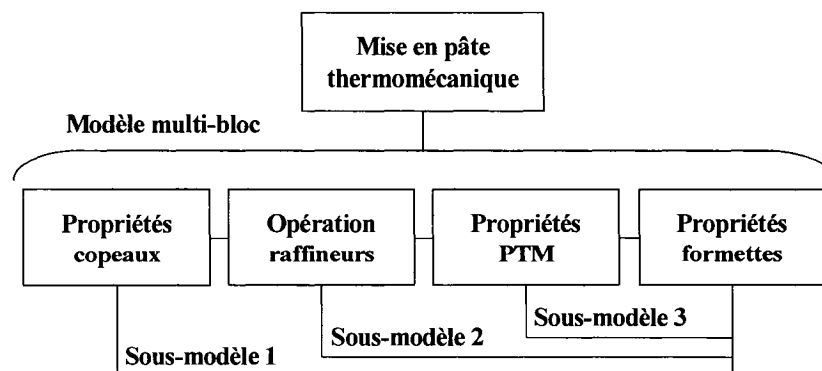 Mise en pâte
thermomécanique
Modèle multi-bloc
Propriétés
copeaux
Opération
raffineurs
Propriétés
PTM
Propriétés
formettes
Sous-modèle 3
Sous-modèle 2
Sous-modèle 1